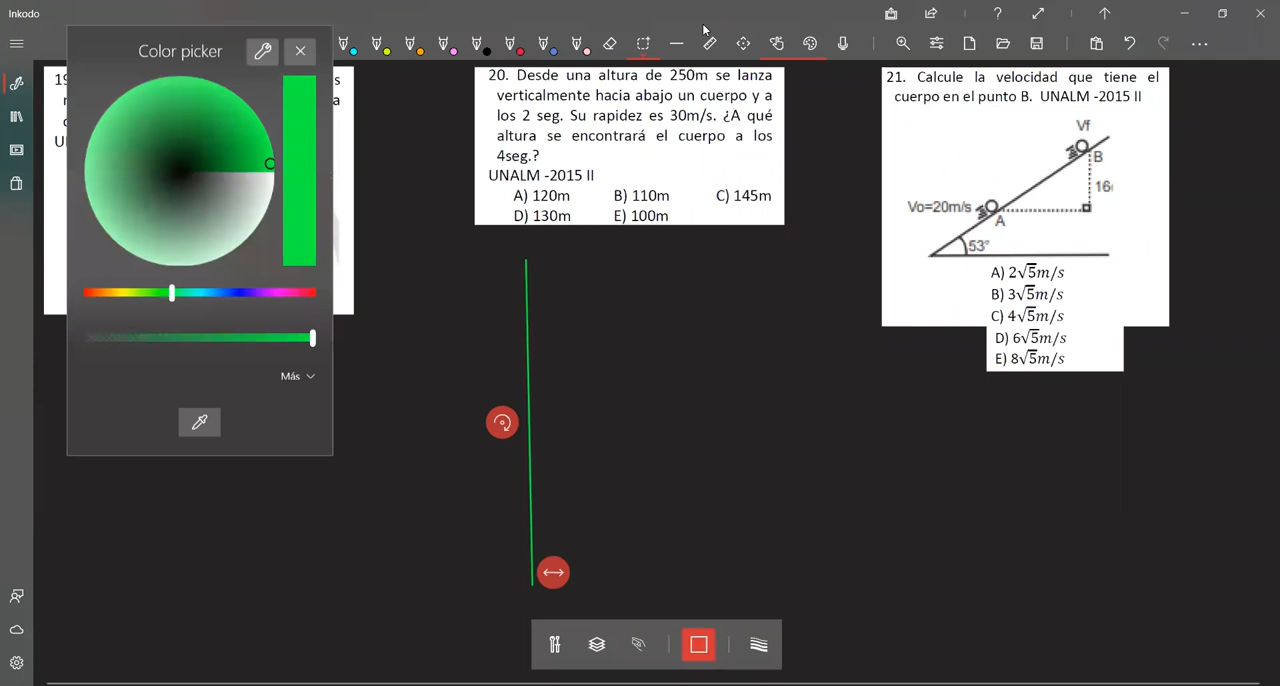 Inkodo
Color picker
Más
19
s
a
U
20. Desde una altura de 250m se lanza
verticalmente hacia abajo un cuerpo y a
los 2 seg. Su rapidez es 30m/s. ¿A qué
altura se encontrará el cuerpo a los
4seg.?
UNALM -2015 II
A) 120m B) 110m C) 145m
D) 130m E) 100m
21. Calcule la velocidad que tiene el
cuerpo en el punto B. UNALM -2015 II
Vf
B
16
Vo=20m/s
A
53°
A) 2√5m/s
B) 3√5m/s
C) 4√5m/s
D) 6√5m/s
E) 8√5m/s